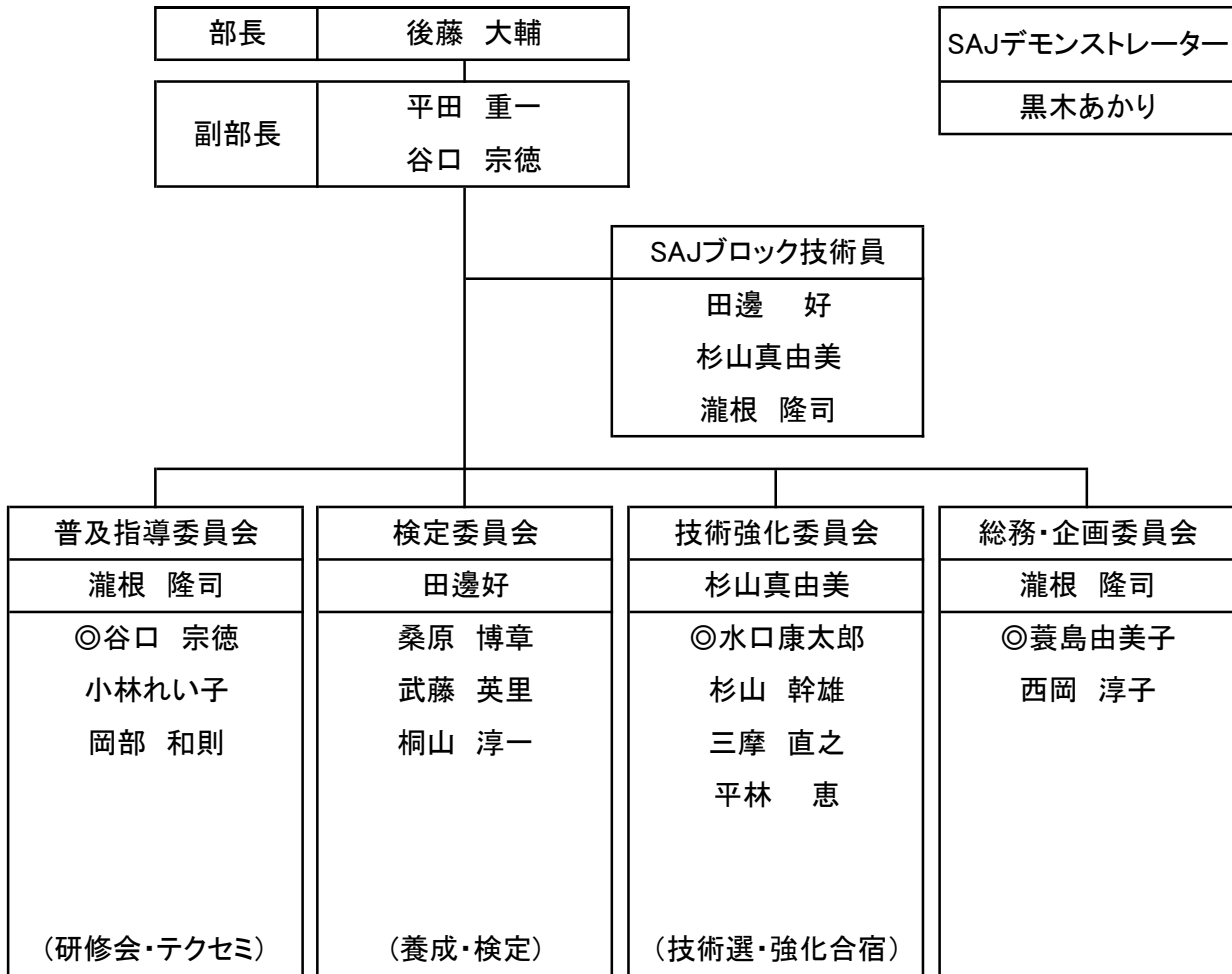 部長 後藤 大輔
副部長
平田 重一
谷口 宗徳
SAJデモンストレーター
黒木あかり
SAJブロック技術員
田邊 好
杉山真由美
瀧根 隆司
普及指導委員会
瀧根 隆司
◎谷口 宗徳
小林れい子
岡部 和則
(研修会・テクセミ)
検定委員会
田邊好
桑原 博章
武藤 英里
桐山 淳一
(養成・検定)
技術強化委員会
杉山真由美
◎水口康太郎
杉山 幹雄
三摩 直之
平林 恵
(技術選・強化合宿)
総務・企画委員会
瀧根 隆司
◎蓑島由美子
西岡 淳子